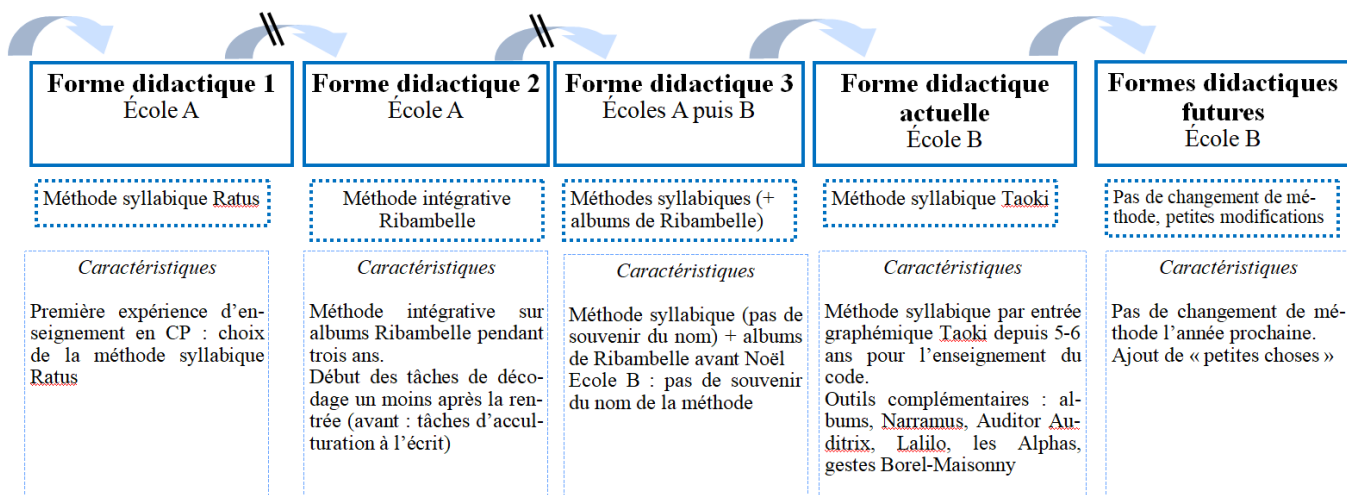 Forme didactique 1
École A
Forme didactique 2
École A
Forme didactique 3
Écoles A puis B
Forme didactique
actuelle
École B
Formes didactiques
futures
École B
Méthode syllabique Ratus
Méthode intégrative
Ribambelle
Méthodes syllabiques (+
albums de Ribambelle)
Méthode syllabique Taoki
Pas de changement de mé-
thode, petites modifications
Caractéristiques
Première expérience d’en-
seignement en CP : choix
de la méthode syllabique
Ratus
Caractéristiques
Méthode intégrative sur
albums Ribambelle pendant
trois ans.
Début des tâches de déco-
dage un moins après la ren-
trée (avant : tâches d’accul-
turation à l’écrit)
Caractéristiques
Méthode syllabique (pas de
souvenir du nom) + albums
de Ribambelle avant Noël
Ecole B : pas de souvenir
du nom de la méthode
Caractéristiques
Méthode syllabique par entrée
graphémique Taoki depuis 5-6
ans pour l’enseignement du
code.
Outils complémentaires : al-
bums, Narramus, Auditor Au-
ditrix, Lalilo, les Alphas,
gestes Borel-Maisonny
Caractéristiques
Pas de changement de mé-
thode l’année prochaine.
Ajout de « petites choses »